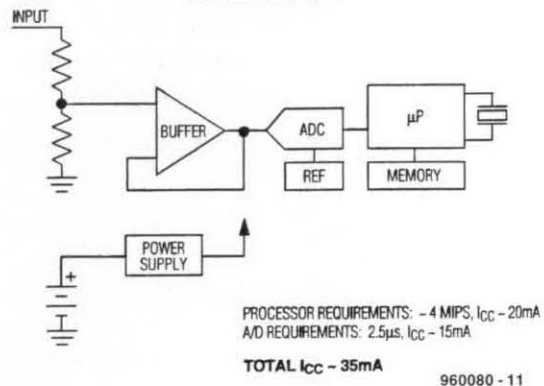 INPUT
BUFFER
ADC
µP
REF
MEMORY
POWER
SUPPLY
+
PROCESSOR REQUIREMENTS: ~ 4 MIPS, ICC ~ 20mA
A/D REQUIREMENTS: 2.5µs, ICC ~ 15mA
TOTAL ICC ~ 35mA
960080 - 11